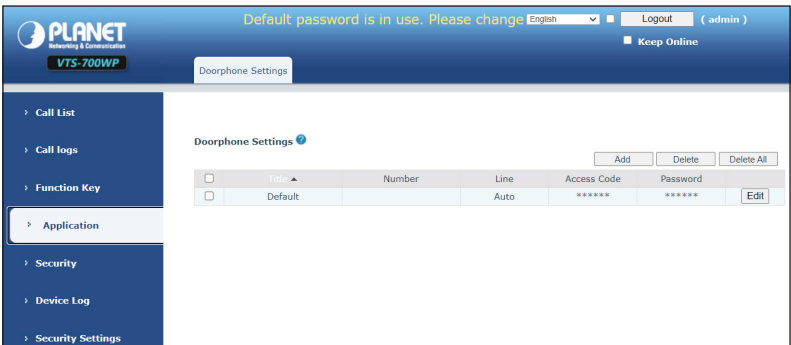 Default password is in use. Please change English Logout ( admin )
PLANET
Networking & Communication
Keep Online
VTS-700WP
Doorphone Settings
Call List
Call logs
Function Key
Application
Security
Device Log
Security Settings
Doorphone Settings ?
Add Delete Delete All
Title Number Line Access Code Password
Default Auto ****** ****** Edit